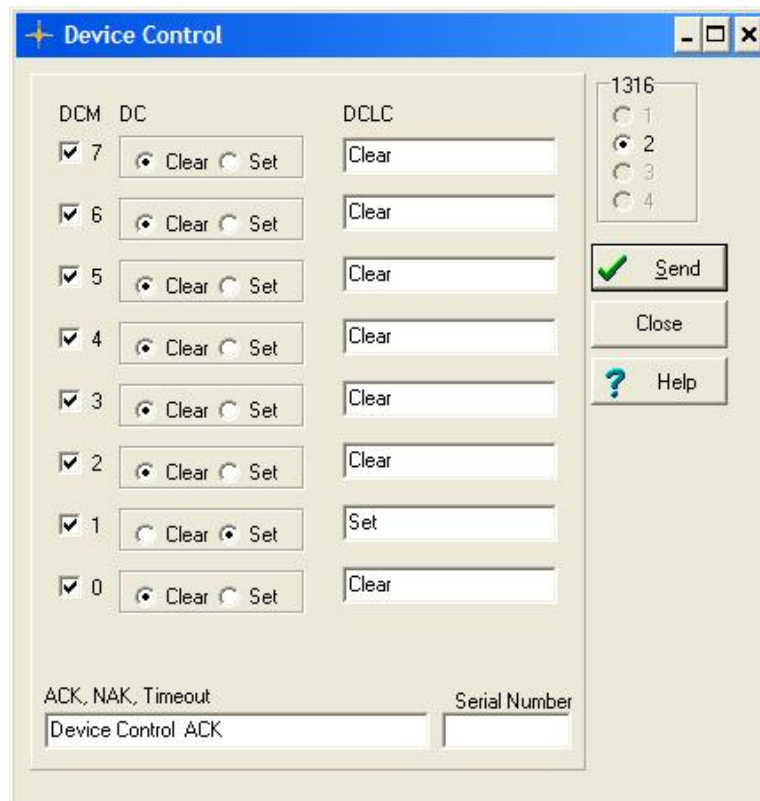 Device Control
DCM DC DCLC
7 Clear Set Clear
6 Clear Set Clear
5 Clear Set Clear
4 Clear Set Clear
3 Clear Set Clear
2 Clear Set Clear
1 Clear Set Set
0 Clear Set Clear
ACK, NAK, Timeout Serial Number
Device Control ACK
1316
1
2
3
4
Send
Close
? Help